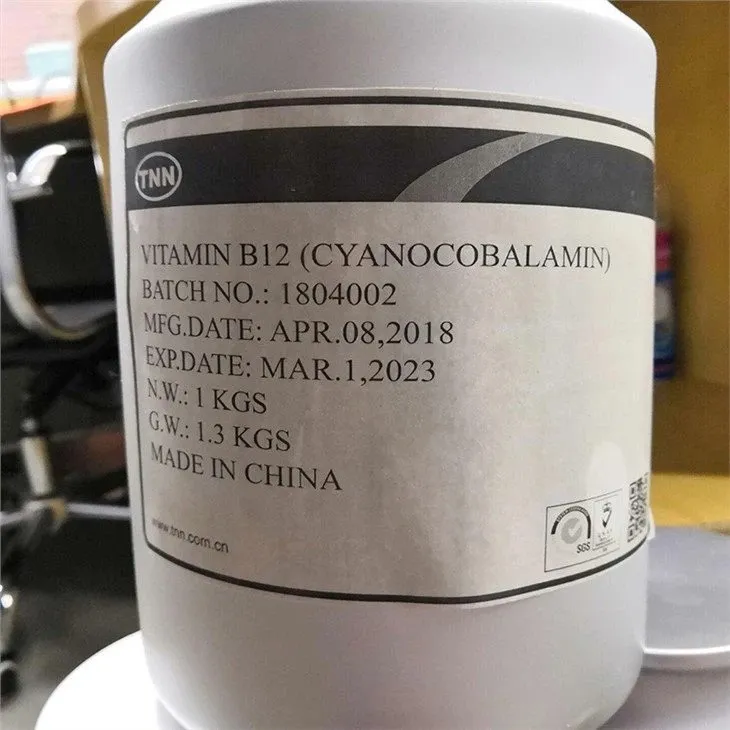 TNN
VITAMIN B12 (CYANOCOBALAMIN)
BATCH NO.: 1804002
MFG.DATE: APR.08,2018
EXP.DATE: MAR.1,2023
N.W.: 1 KGS
G.W.: 1.3 KGS
MADE IN CHINA
www.tnn.com.cn
SGS